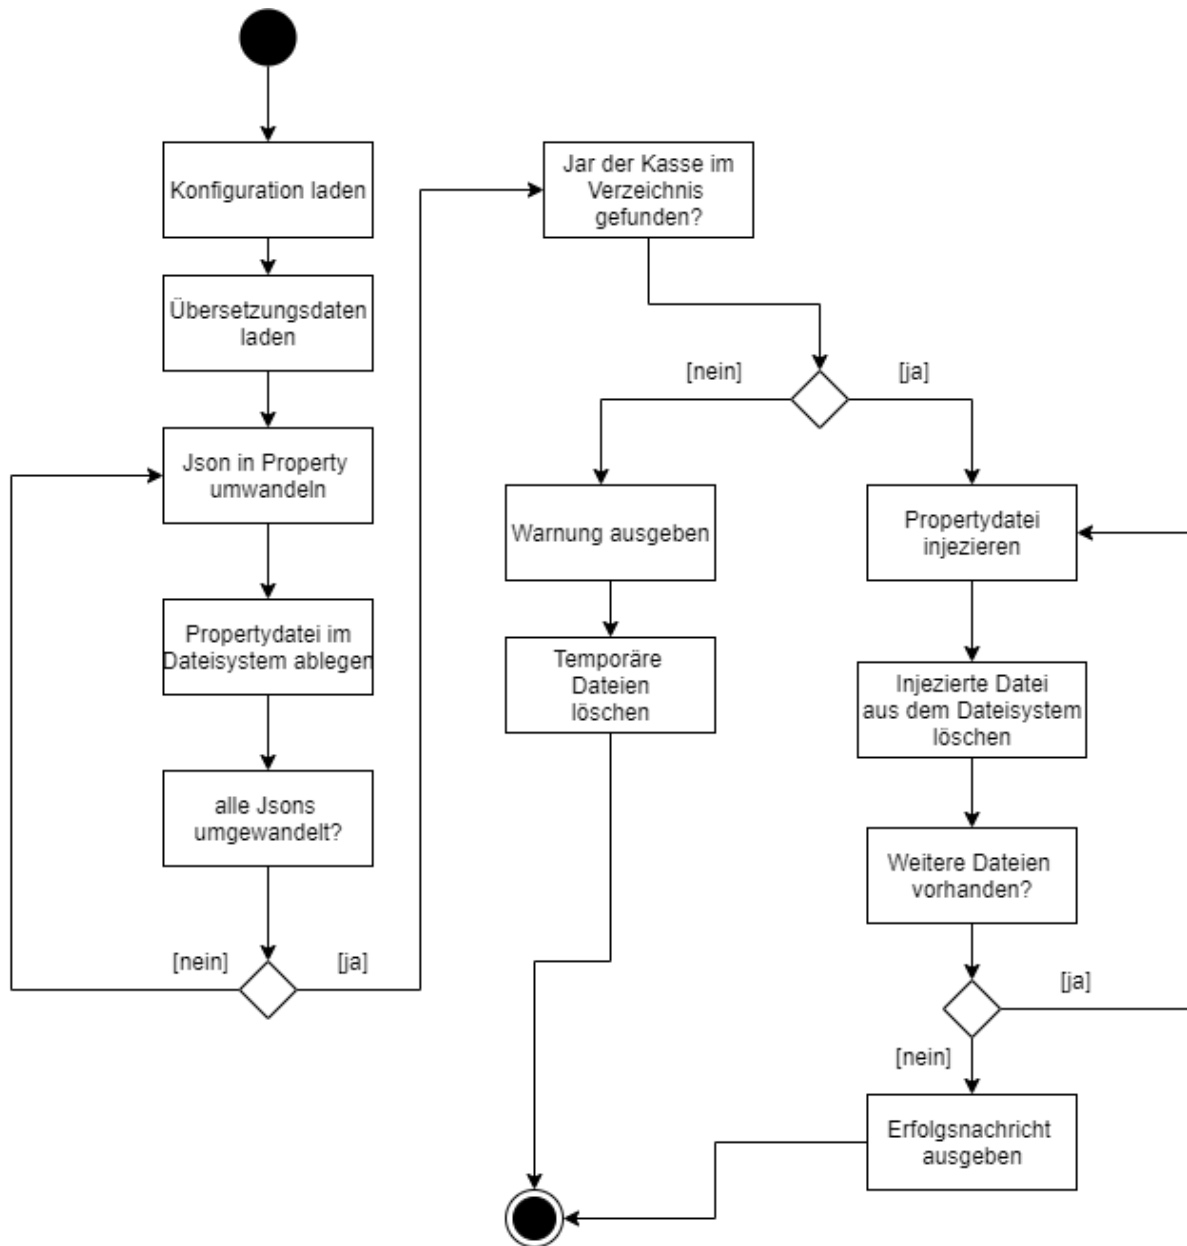 Konfiguration laden
Übersetzungsdaten
laden
Json in Property
umwandeln
Propertydatei im
Dateisystem ablegen
alle Jsons
umgewandelt?
[nein]
[ja]
Jar der Kasse im
Verzeichnis
gefunden?
[nein]
[ja]
Warnung ausgeben
Temporäre
Dateien
löschen
Propertydatei
injezieren
Injezierte Datei
aus dem Dateisystem
löschen
Weitere Dateien
vorhanden?
[ja]
[nein]
Erfolgsnachricht
ausgeben